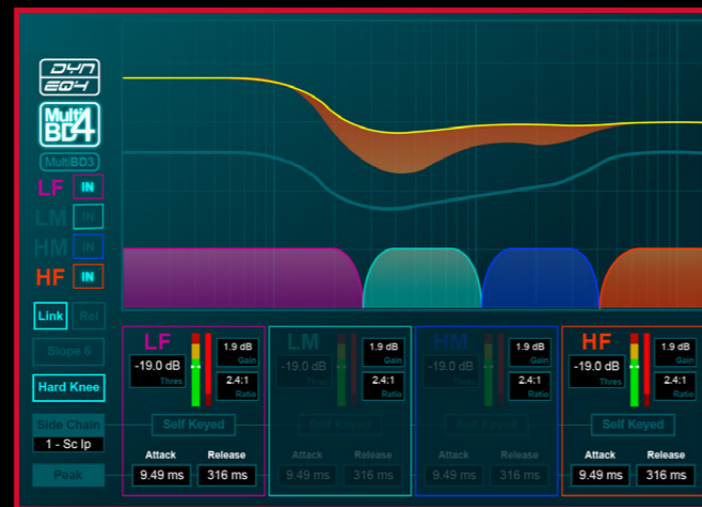 DYN
EQ4
Multi
BD4
MultiBD3
LF IN
LM IN
HM IN
HF IN
Link Rel
Slope 6
Hard Knee
Side Chain
1 - Sc Ip
Peak
LF
-19.0 dB
Thres
1.9 dB
Gain
2.4:1
Ratio
Self Keyed
Attack Release
9.49 ms 316 ms
LM
-19.0 dB
Thres
1.9 dB
Gain
2.4:1
Ratio
Self Keyed
Attack Release
9.49 ms 316 ms
HM
-19.0 dB
Thres
1.9 dB
Gain
2.4:1
Ratio
Self Keyed
Attack Release
9.49 ms 316 ms
HF
-19.0 dB
Thres
1.9 dB
Gain
2.4:1
Ratio
Self Keyed
Attack Release
9.49 ms 316 ms